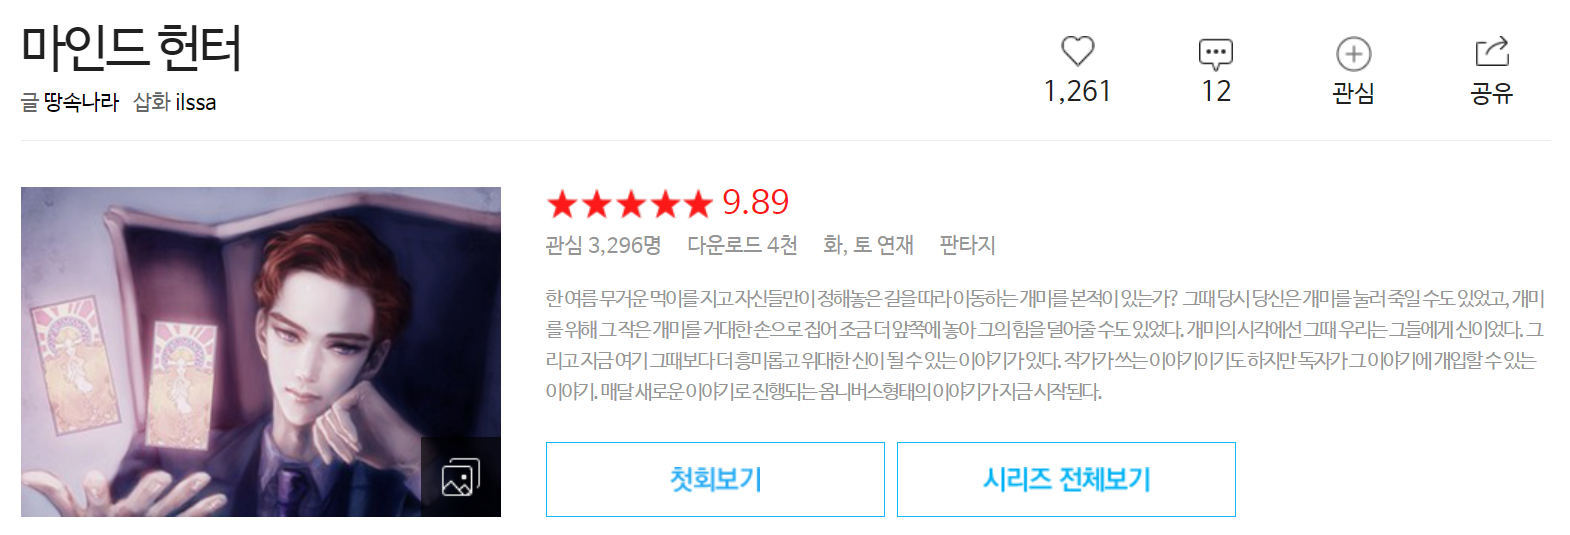 마인드 헌터
글 땅속나라 삽화 ilssa
1,261
12
관심
공유
9.89
관심 3,296명 다운로드 4천 화, 토 연재 판타지
한 여름 무거운 먹이를 지고 자신들만이 정해놓은 길을 따라 이동하는 개미를 본적이 있는가? 그때 당시 당신은 개미를 눌러 죽일 수도 있었고, 개미
를 위해 그 작은 개미를 거대한 손으로 집어 조금 더 앞쪽에 놓아 그의 힘을 덜어줄 수도 있었다. 개미의 시각에선 그때 우리는 그들에게 신이었다. 그
리고 지금 여기 그때보다 더 흥미롭고 위대한 신이 될 수 있는 이야기가 있다. 작가가 쓰는 이야기이기도 하지만 독자가 그 이야기에 개입할 수 있는
이야기. 매달 새로운 이야기로 진행되는 옴니버스형태의 이야기가 지금 시작된다.
첫회보기
시리즈 전체보기